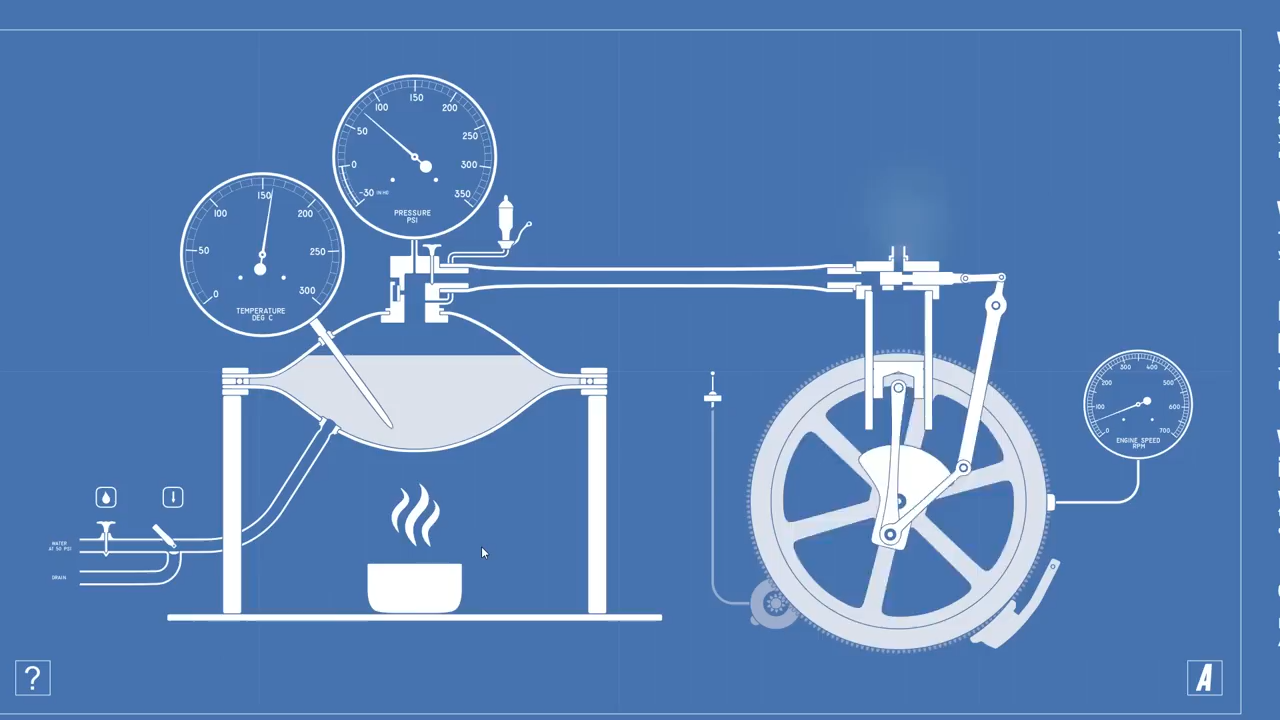 150
100
200
50
250
0
300
-30 IN HG
350
PRESSURE
PSI
150
100
200
50
250
0
300
TEMPERATURE
DEG C
300
400
200
500
100
600
0
700
ENGINE SPEED
RPM
WATER
AT 50 PSI
DRAIN
?
A